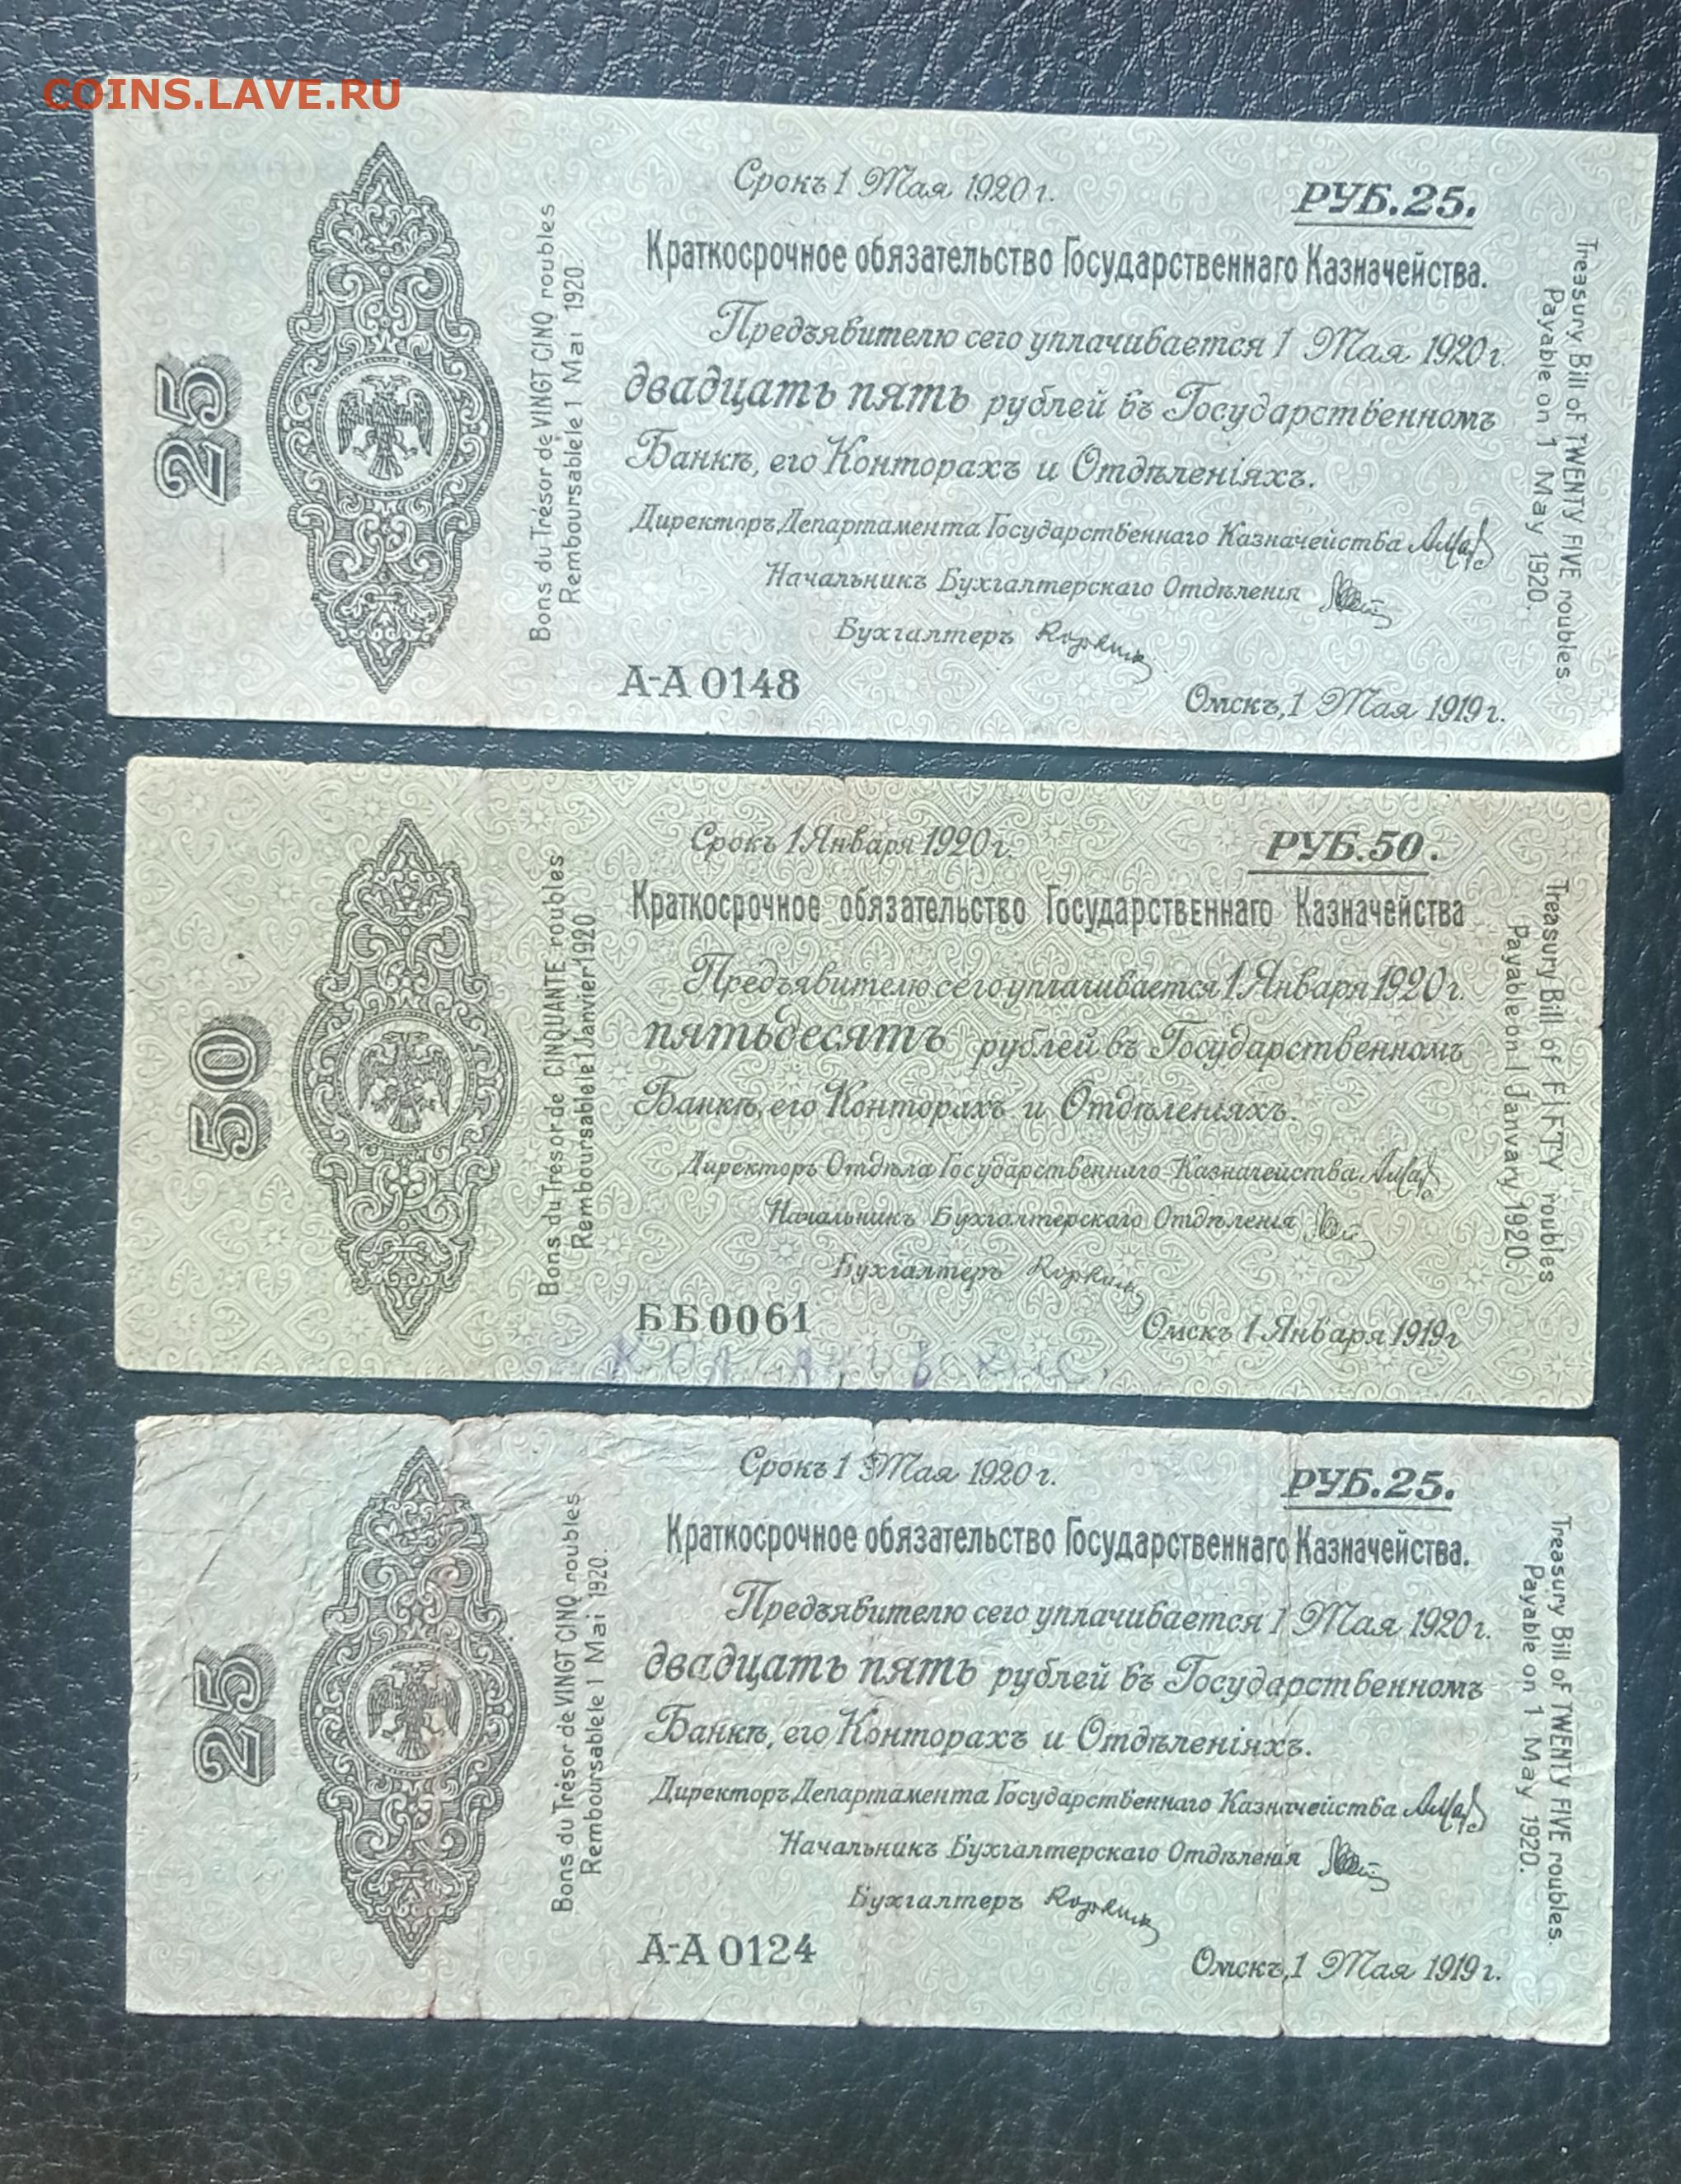 COINS.LAVE.RU
25
Bons du Trésor de VINGT CINQ roubles
Remboursable le 1 Mai 1920.
Срокъ 1 Мая 1920 г.
РУБ.25.
Краткосрочное обязательство Государственнаго Казначейства.
Предъявителю сего уплачивается 1 Мая 1920 г.
двадцать пять рублей въ Государственномъ
Банкѣ, его Конторахъ и Отдѣленіяхъ.
Директоръ Департамента Государственнаго Казначейства
Начальникъ Бухгалтерскаго Отдѣленія
Бухгалтеръ
А-А 0148
Омскъ, 1 Мая 1919 г.
Treasury Bill of TWENTY FIVE roubles.
Payable on 1 May 1920.
50
Bons du Trésor de CINQUANTE roubles
Remboursable le 1 Janvier 1920
Срокъ 1 Января 1920 г.
РУБ.50.
Краткосрочное обязательство Государственнаго Казначейства
Предъявителю сего уплачивается 1 Января 1920 г.
пятьдесятъ рублей въ Государственномъ
Банкѣ, его Конторахъ и Отдѣленіяхъ.
Директоръ Отдѣла Государственнаго Казначейства
Начальникъ Бухгалтерскаго Отдѣленія
Бухгалтеръ
ББ 0061
Омскъ 1 Января 1919 г
Treasury Bill of FIFTY roubles
Payable on 1 Janvary 1920.
25
Bons du Trésor de VINGT CINQ roubles
Remboursable le 1 Mai 1920.
Срокъ 1 Мая 1920 г.
РУБ.25.
Краткосрочное обязательство Государственнаго Казначейства.
Предъявителю сего уплачивается 1 Мая 1920 г.
двадцать пять рублей въ Государственномъ
Банкѣ, его Конторахъ и Отдѣленіяхъ.
Директоръ Департамента Государственнаго Казначейства
Начальникъ Бухгалтерскаго Отдѣленія
Бухгалтеръ
А-А 0124
Омскъ, 1 Мая 1919 г.
Treasury Bill of TWENTY FIVE roubles.
Payable on 1 May 1920.